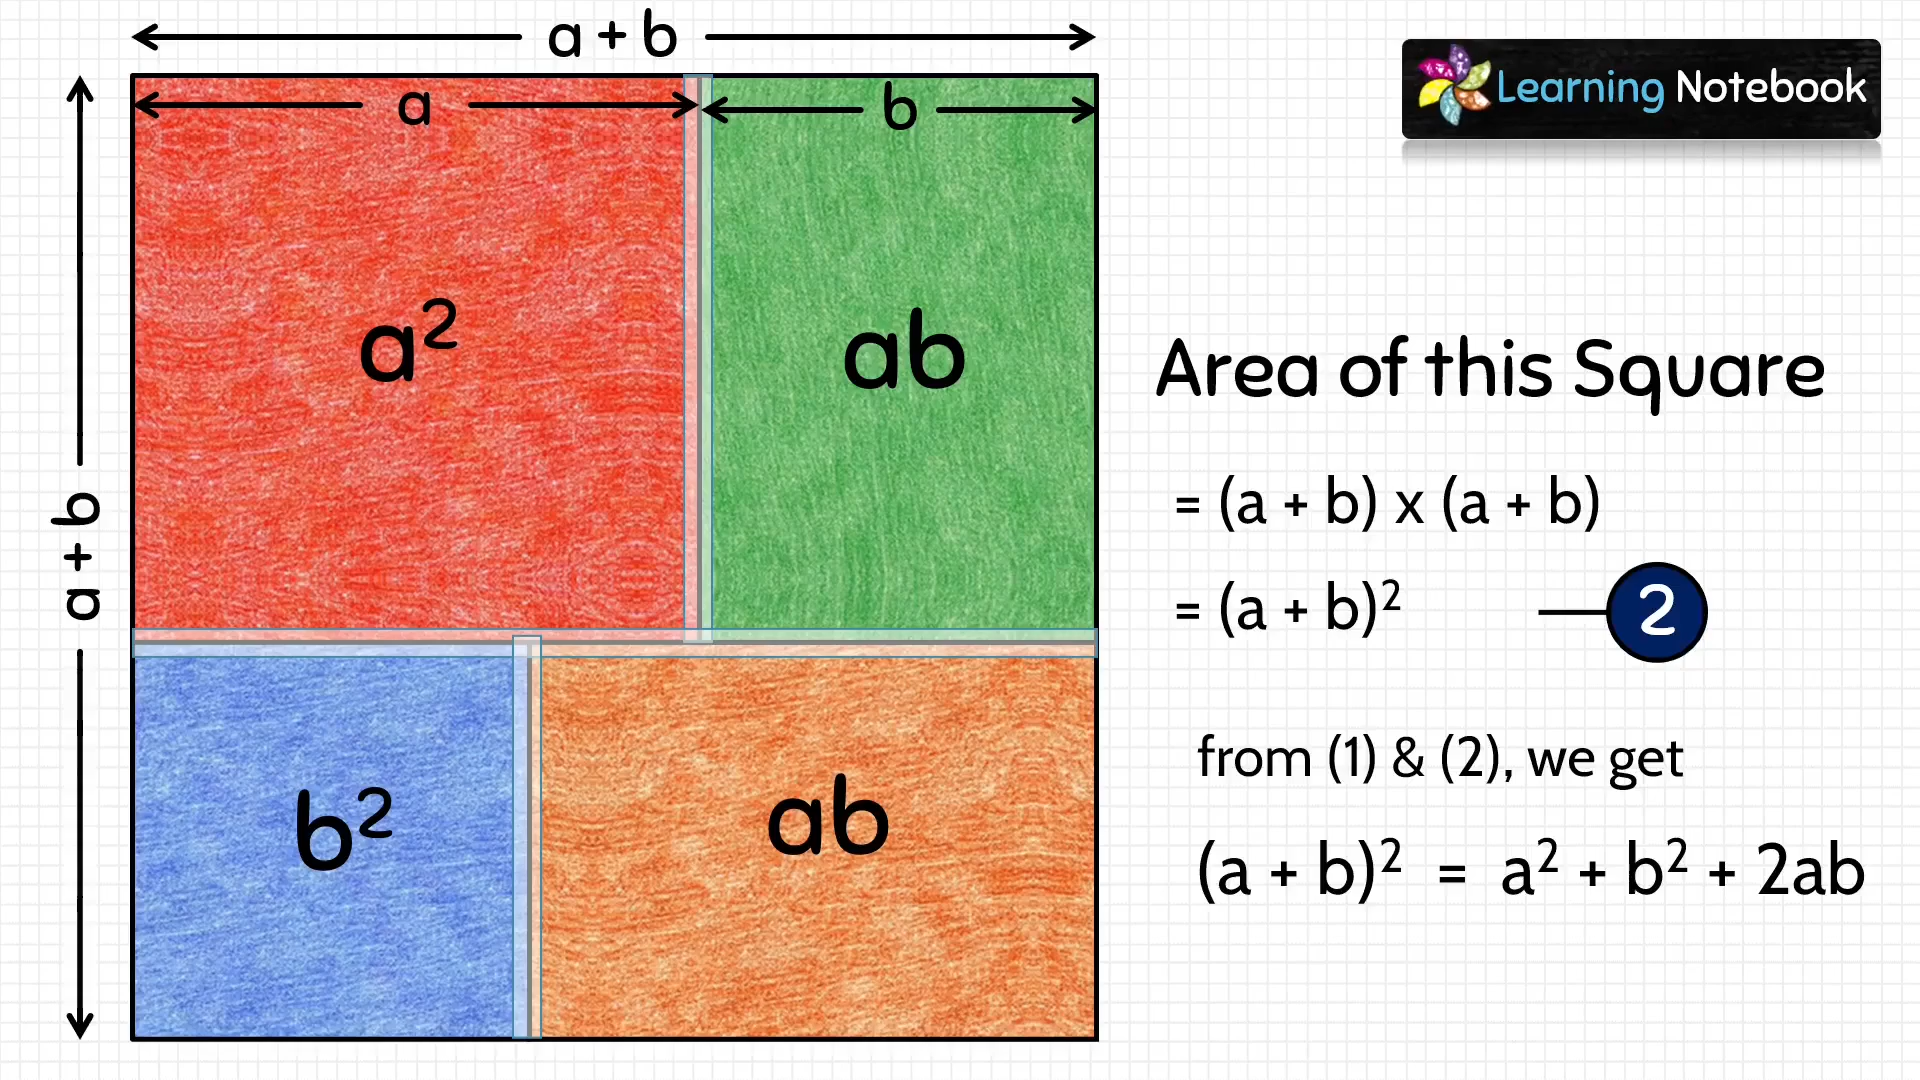 a + b
Learning Notebook
a
b
a + b
a²
ab
b²
ab
Area of this Square
= (a + b) x (a + b)
= (a + b)²
2
from (1) & (2), we get
(a + b)² = a² + b² + 2ab